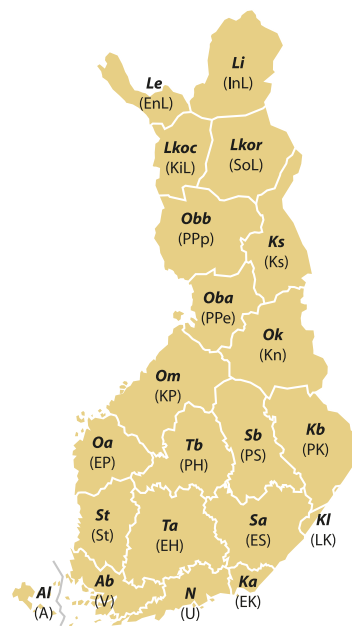 Li
(InL)
Le
(EnL)
Lkoc
(KiL)
Lkor
(SoL)
Obb
(PPp)
Ks
(Ks)
Oba
(PPe)
Ok
(Kn)
Om
(KP)
Kb
(PK)
Sb
(PS)
Tb
(PH)
Oa
(EP)
St
(St)
Ta
(EH)
Sa
(ES)
Kl
(LK)
Al
(A)
Ab
(V)
N
(U)
Ka
(EK)